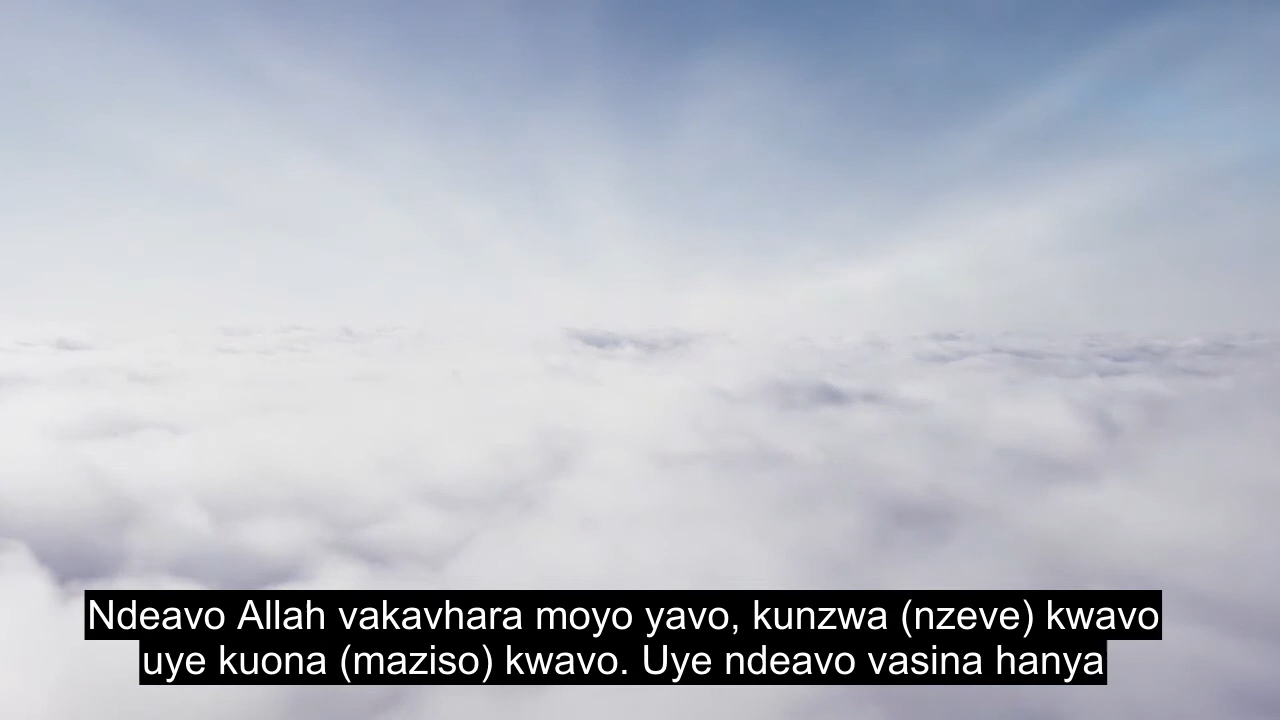 Ndeavo Allah vakavhara moyo yavo, kunzwa (nzeve) kwavo
uye kuona (maziso) kwavo. Uye ndeavo vasina hanya